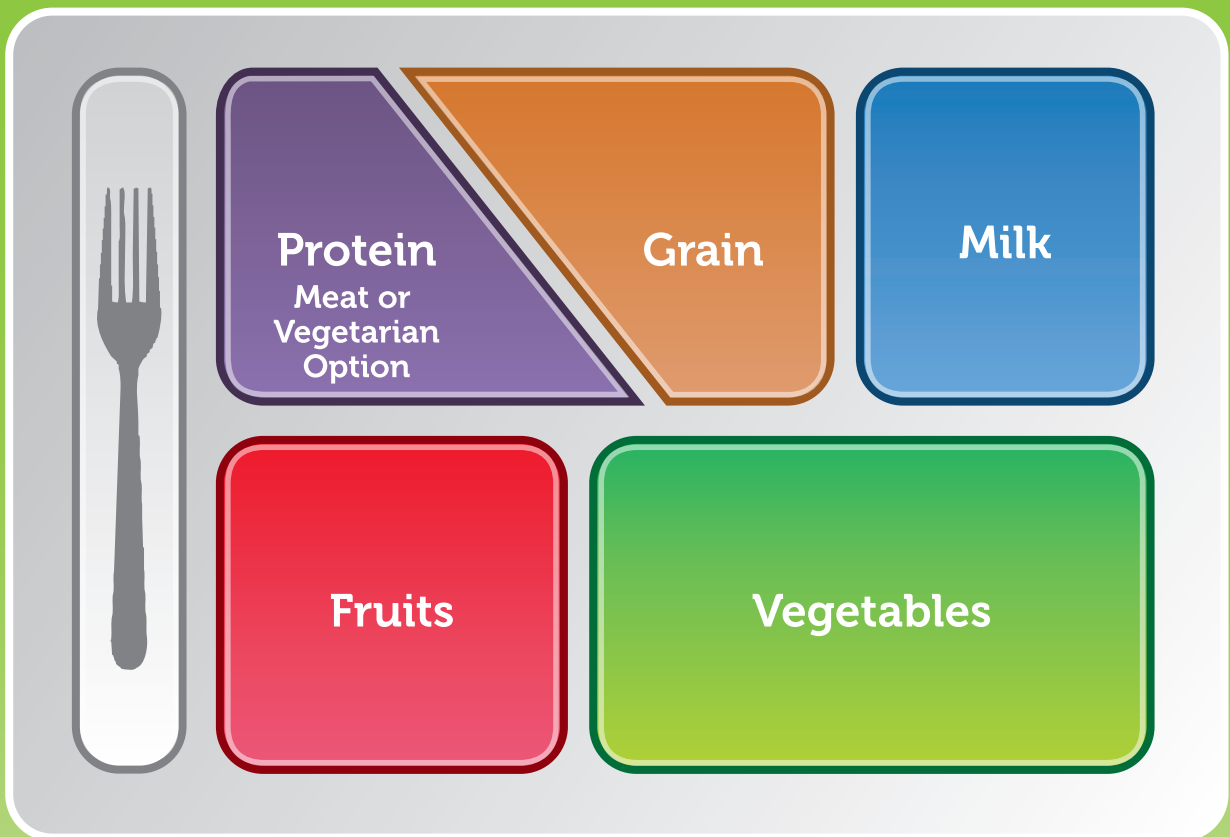 Protein
Meat or
Vegetarian
Option
Grain
Milk
Fruits
Vegetables